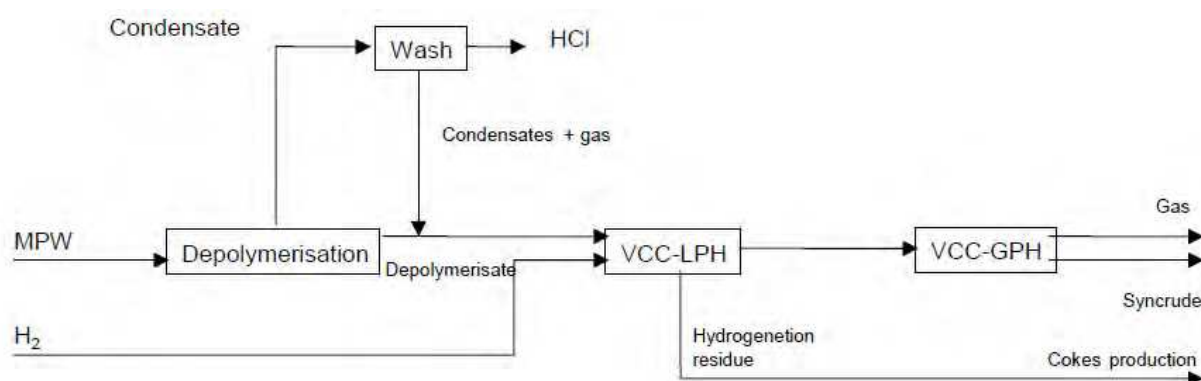 Condensate
Wash
HCl
Condensates + gas
MPW
Depolymerisation
Depolymerisate
VCC-LPH
VCC-GPH
Gas
Syncrude
H2
Hydrogenetion
residue
Cokes production